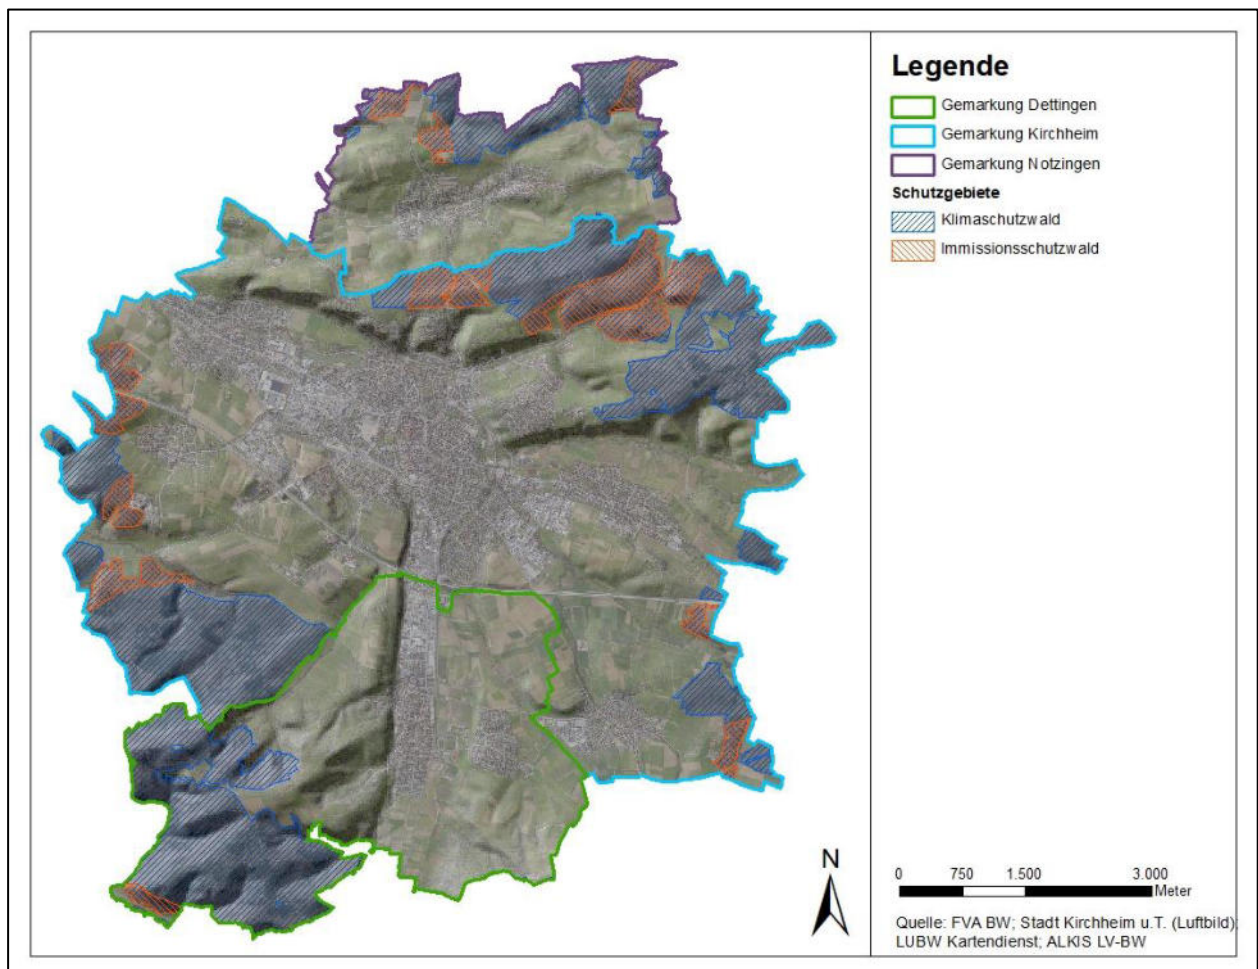 Legende
Gemarkung Dettingen
Gemarkung Kirchheim
Gemarkung Notzingen
Schutzgebiete
Klimaschutzwald
Immissionsschutzwald
N
0 750 1.500 3.000
Meter
Quelle: FVA BW; Stadt Kirchheim u.T. (Luftbild);
LUBW Kartendienst; ALKIS LV-BW